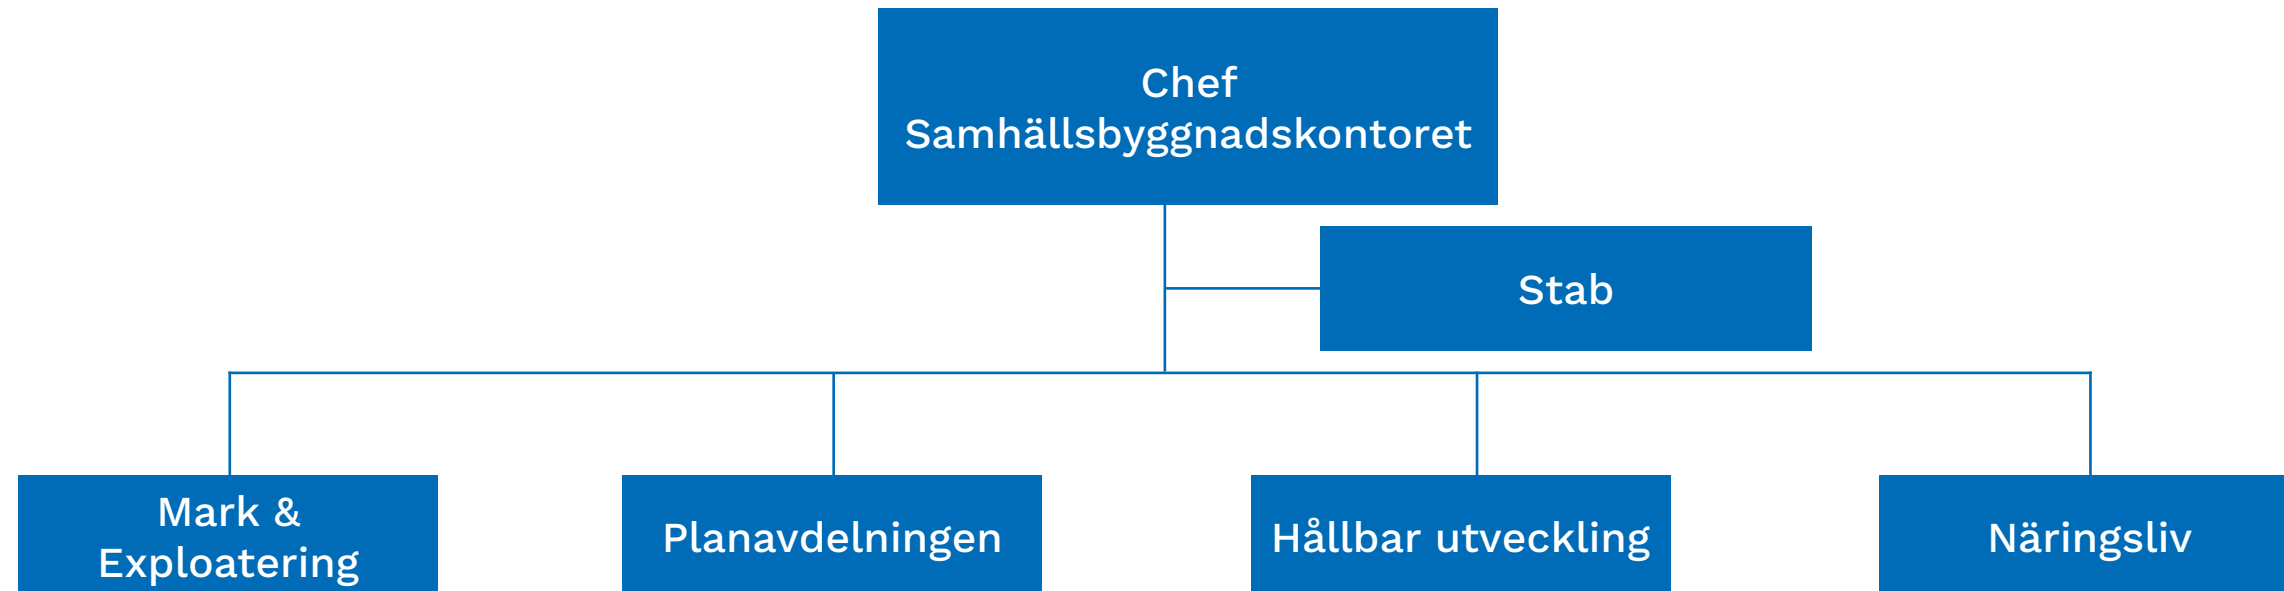 Chef
Samhällsbyggnadskontoret
Stab
Mark &
Exploatering
Planavdelningen
Hållbar utveckling
Näringsliv